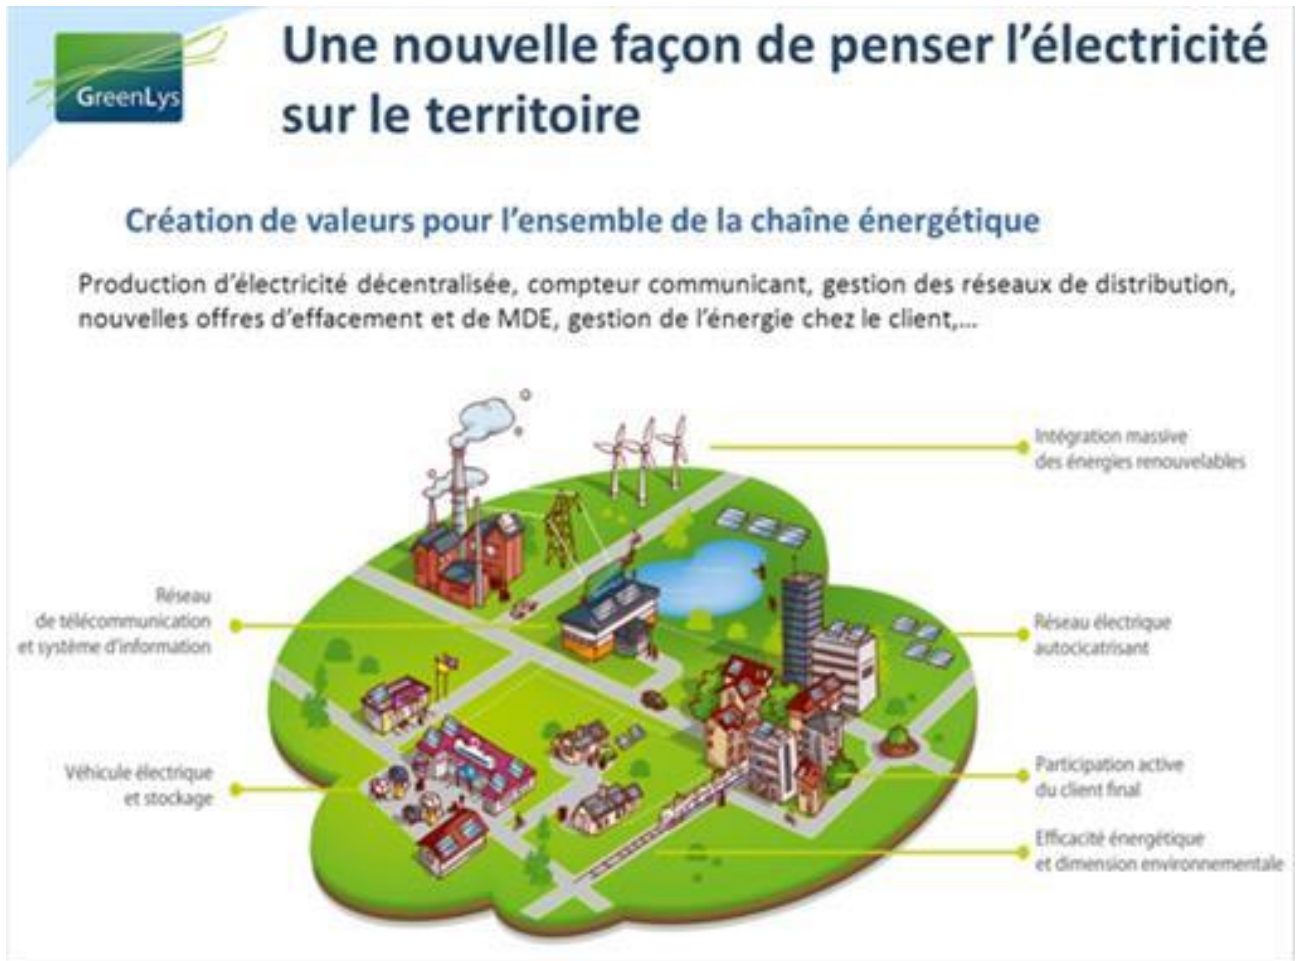 GreenLys
Une nouvelle façon de penser l'électricité
sur le territoire
Création de valeurs pour l'ensemble de la chaîne énergétique
Production d'électricité décentralisée, compteur communicant, gestion des réseaux de distribution,
nouvelles offres d'effacement et de MDE, gestion de l'énergie chez le client,...
Intégration massive
des énergies renouvelables
Réseau
de télécommunication
et système d'information
Réseau électrique
autocicatrisant
Véhicule électrique
et stockage
Participation active
du client final
Efficacité énergétique
et dimension environnementale